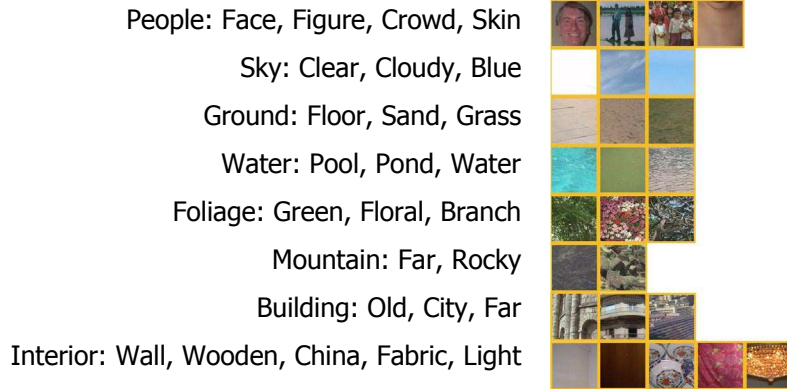 People: Face, Figure, Crowd, Skin
Sky: Clear, Cloudy, Blue
Ground: Floor, Sand, Grass
Water: Pool, Pond, Water
Foliage: Green, Floral, Branch
Mountain: Far, Rocky
Building: Old, City, Far
Interior: Wall, Wooden, China, Fabric, Light